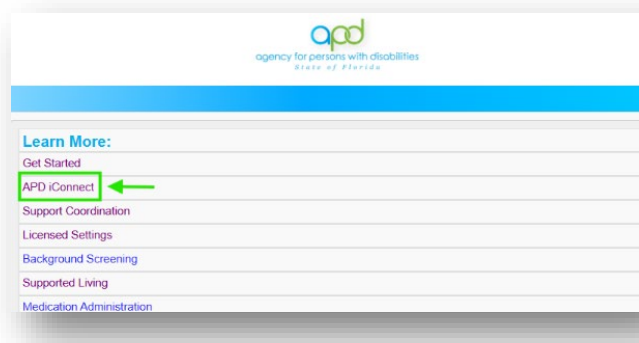 apd
agency for persons with disabilities
State of Florida
Learn More:
Get Started
APD iConnect
Support Coordination
Licensed Settings
Background Screening
Supported Living
Medication Administration